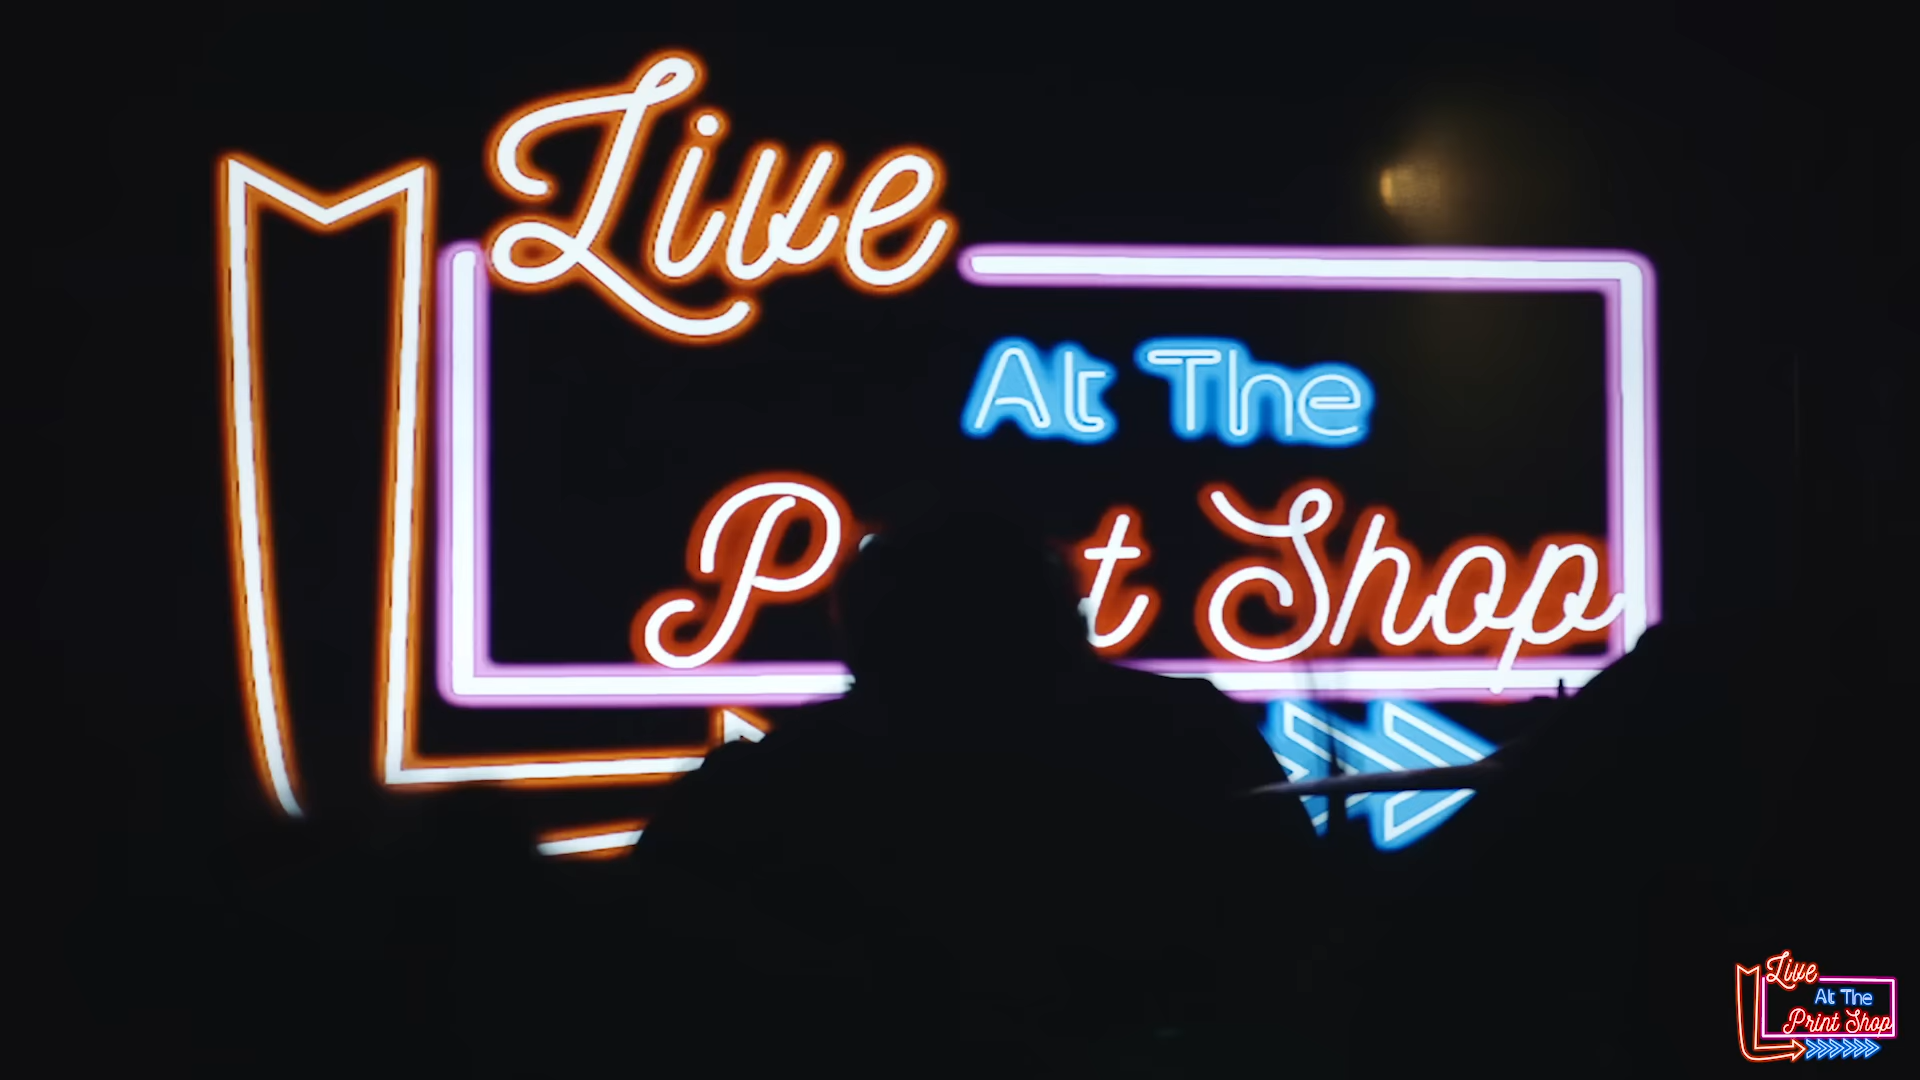 Live
At The
P t Shop
Live
At The
Print Shop